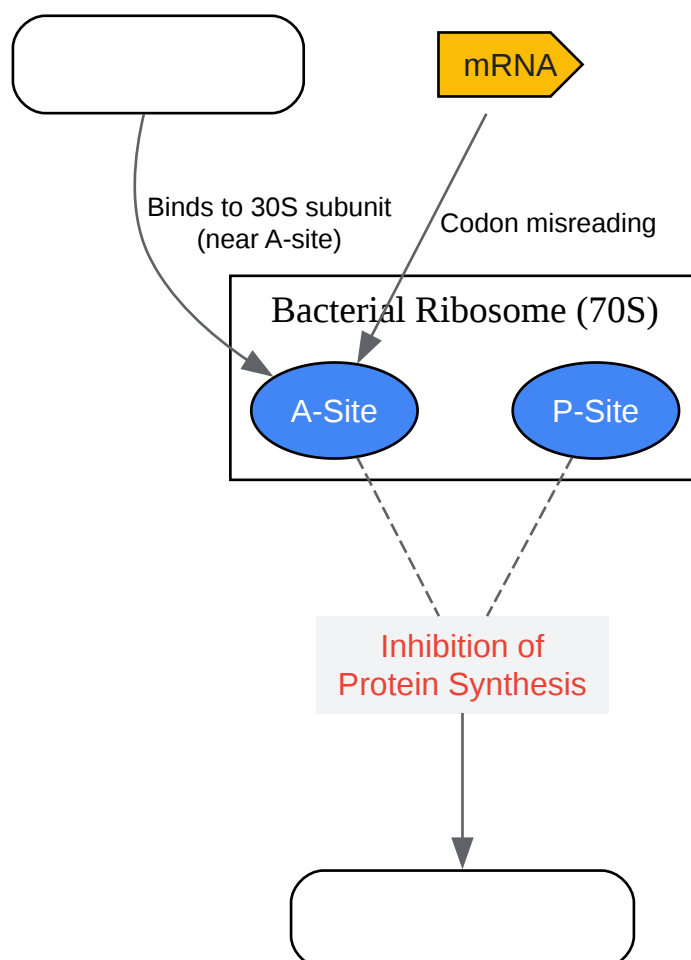 mRNA
Binds to 30S subunit
(near A-site)
Codon misreading
Bacterial Ribosome (70S)
A-Site
P-Site
Inhibition of
Protein Synthesis